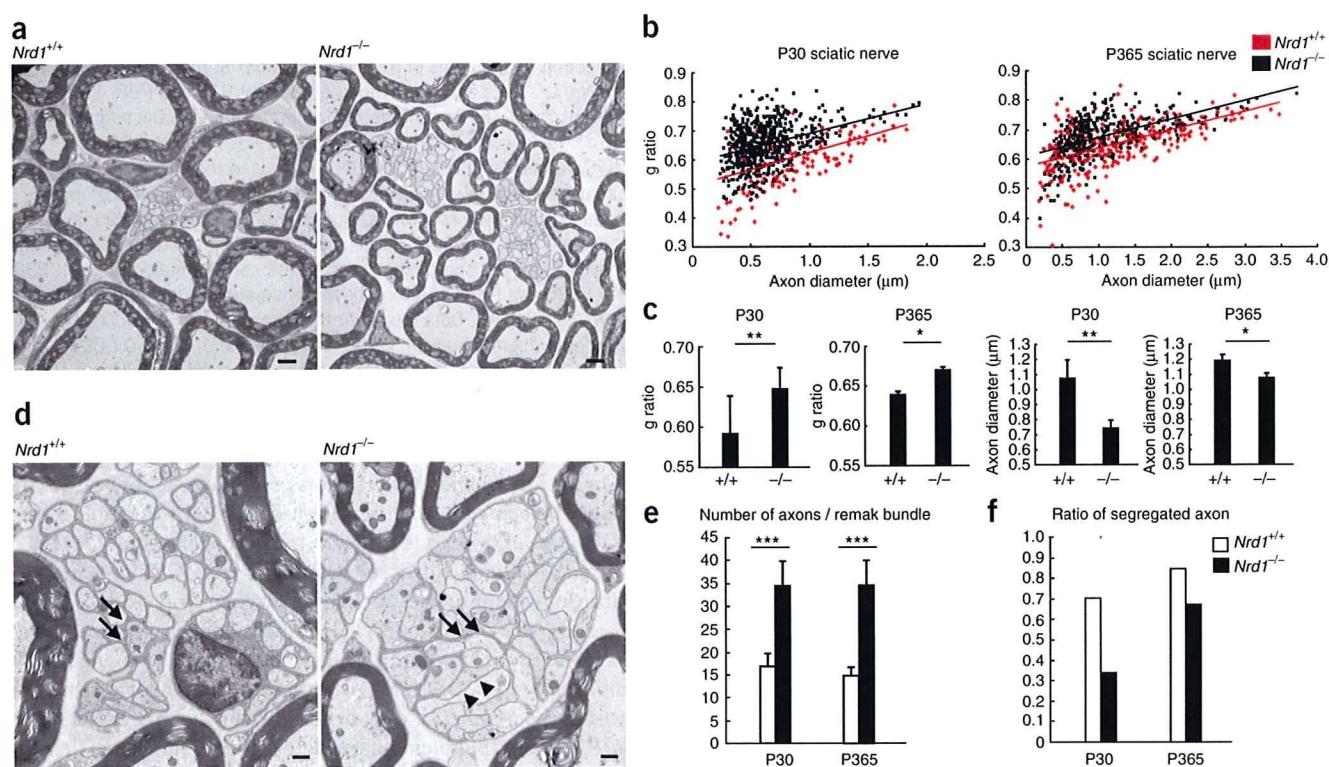 a
Nrd1+/+
Nrd1–/–
b
P30 sciatic nerve
P365 sciatic nerve
Nrd1+/+
Nrd1–/–
g ratio
0.9
0.8
0.7
0.6
0.5
0.4
0.3
0 0.5 1.0 1.5 2.0 2.5
Axon diameter (μm)
0.9
0.8
0.7
0.6
0.5
0.4
0.3
0 0.5 1.0 1.5 2.0 2.5 3.0 3.5 4.0
Axon diameter (μm)
c
P30
**
g ratio
0.70
0.65
0.60
0.55
+/+ –/–
P365
*
g ratio
0.70
0.65
0.60
0.55
+/+ –/–
P30
**
Axon diameter (μm)
1.3
1.2
1.1
1.0
0.9
0.8
0.7
0.6
0.5
+/+ –/–
P365
*
Axon diameter (μm)
1.3
1.2
1.1
1.0
0.9
0.8
0.7
0.6
0.5
+/+ –/–
d
Nrd1+/+
Nrd1–/–
e
Number of axons / remak bundle
*** ***
45
40
35
30
25
20
15
10
5
0
P30 P365
f
Ratio of segregated axon
Nrd1+/+
Nrd1–/–
1.0
0.9
0.8
0.7
0.6
0.5
0.4
0.3
0.2
0.1
0
P30 P365